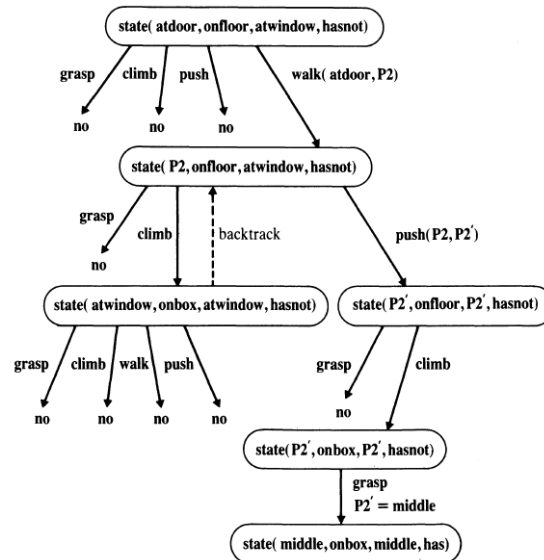 state( atdoor, onfloor, atwindow, hasnot)
grasp climb push walk( atdoor, P2)
no no no
state( P2, onfloor, atwindow, hasnot)
grasp climb backtrack push(P2, P2')
no
state( atwindow, onbox, atwindow, hasnot) state( P2', onfloor, P2', hasnot)
grasp climb walk push grasp climb
no no no no no
state(P2', onbox, P2', hasnot)
grasp
P2' = middle
state( middle, onbox, middle, has)